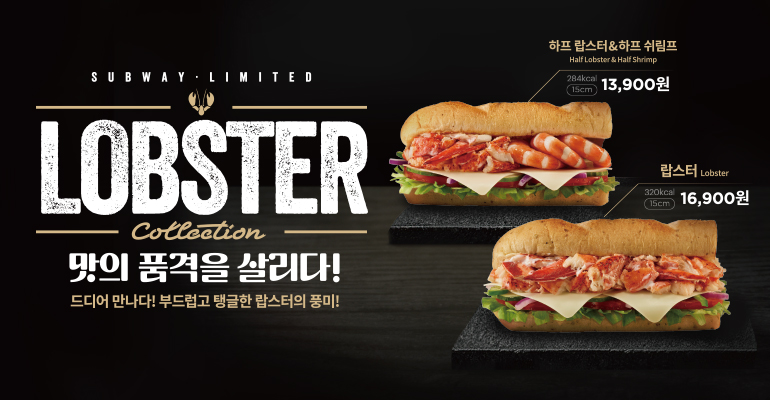 SUBWAY·LIMITED
LOBSTER
Collection
맛의 품격을 살리다!
드디어 만나다! 부드럽고 탱글한 랍스터의 풍미!
하프 랍스터&하프 쉬림프
Half Lobster & Half Shrimp
284kcal
15cm
13,900원
랍스터 Lobster
320kcal
15cm
16,900원